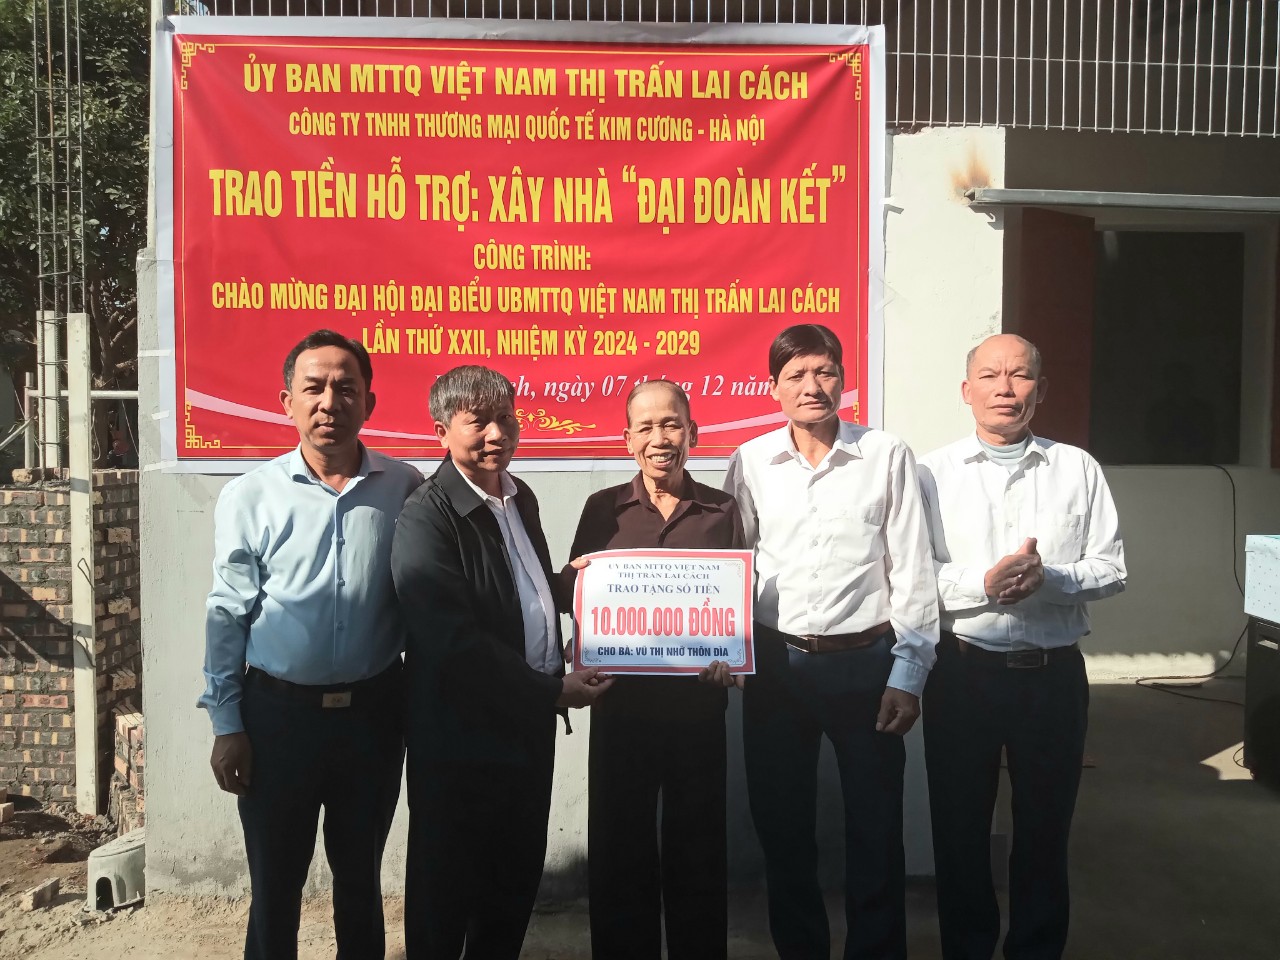 ỦY BAN MTTQ VIỆT NAM THỊ TRẤN LAI CÁCH
CÔNG TY TNHH THƯƠNG MẠI QUỐC TẾ KIM CƯƠNG - HÀ NỘI
TRAO TIỀN HỖ TRỢ: XÂY NHÀ “ĐẠI ĐOÀN KẾT”
CÔNG TRÌNH:
CHÀO MỪNG ĐẠI HỘI ĐẠI BIỂU UBMTTQ VIỆT NAM THỊ TRẤN LAI CÁCH
LẦN THỨ XXII, NHIỆM KỲ 2024 - 2029
ngày 07 tháng 12 năm
ỦY BAN MTTQ VIỆT NAM
THỊ TRẤN LAI CÁCH
TRAO TẶNG SỐ TIỀN
10.000.000 ĐỒNG
CHO BÀ: VŨ THỊ NHỚ THÔN DÌA